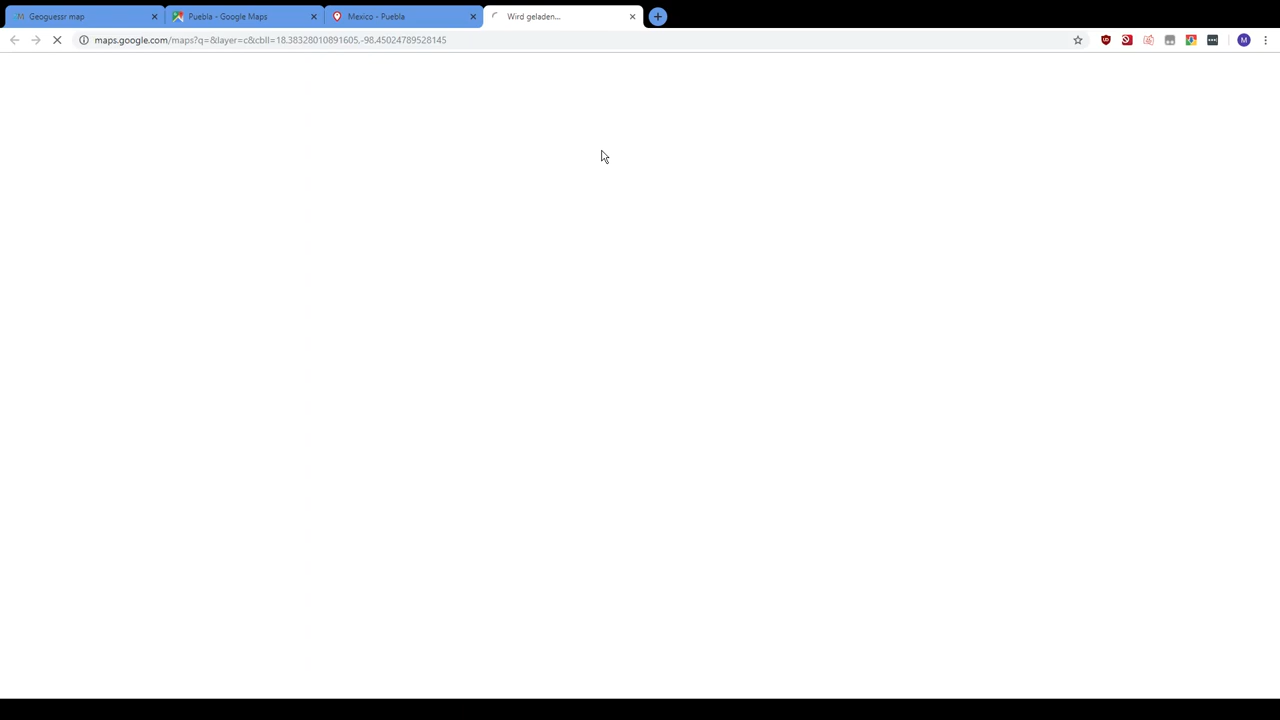 Geoguessr map
Puebla - Google Maps
Mexico - Puebla
Wird geladen...
maps.google.com/maps?q=&layer=c&cbll=18.38328010891605,-98.45024789528145
M